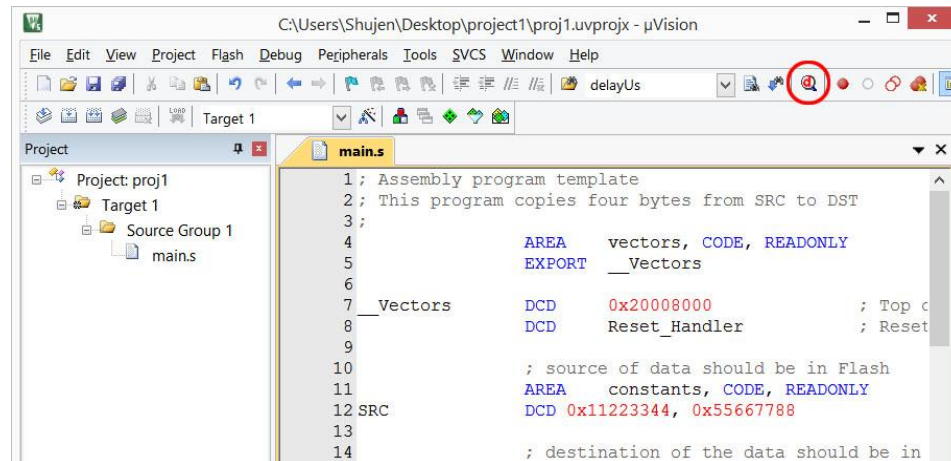 C:\Users\Shujen\Desktop\project1\proj1.uvprojx - µVision
File Edit View Project Flash Debug Peripherals Tools SVCS Window Help
delayUs
LOAD Target 1
Project
main.s
Project: proj1
Target 1
Source Group 1
main.s
1 ; Assembly program template
2 ; This program copies four bytes from SRC to DST
3 ;
4 AREA vectors, CODE, READONLY
5 EXPORT __Vectors
6
7 __Vectors DCD 0x20008000 ; Top
8 DCD Reset_Handler ; Reset
9
10 ; source of data should be in Flash
11 AREA constants, CODE, READONLY
12 SRC DCD 0x11223344, 0x55667788
13
14 ; destination of the data should be in